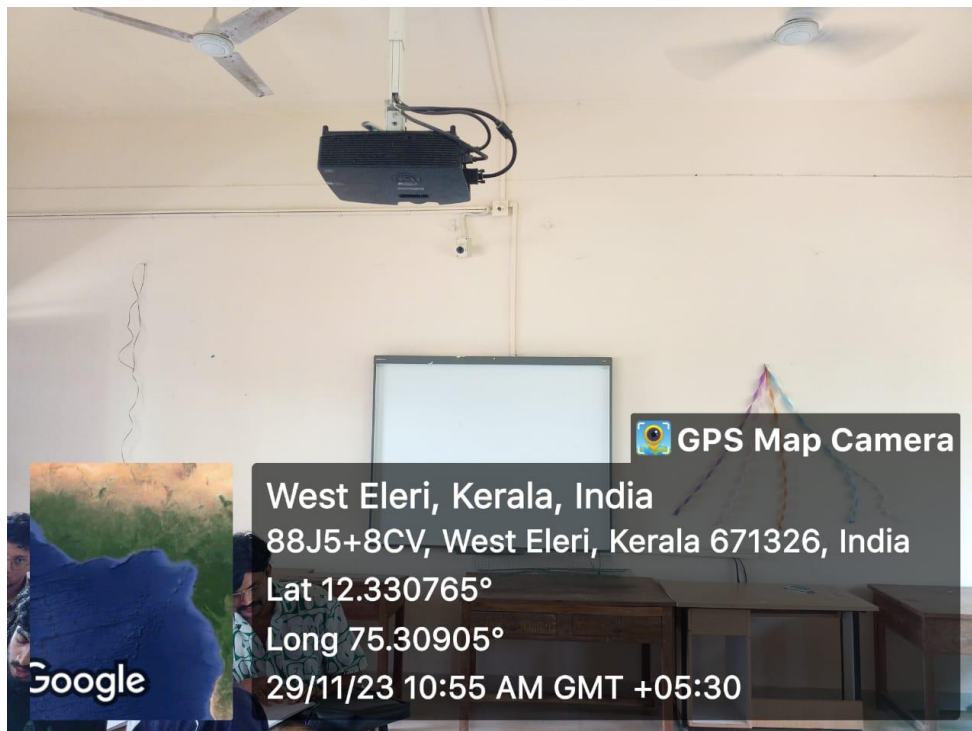 GPS Map Camera
West Eleri, Kerala, India
88J5+8CV, West Eleri, Kerala 671326, India
Lat 12.330765°
Long 75.30905°
29/11/23 10:55 AM GMT +05:30
Google